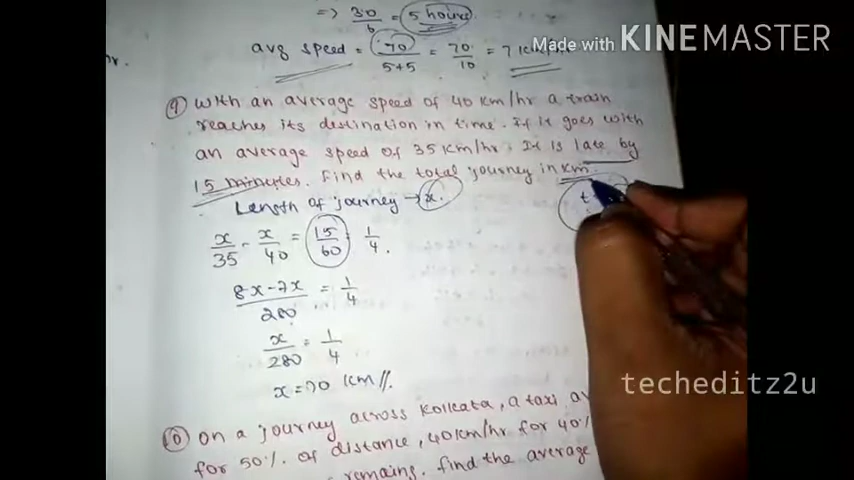 => 30/6 = 5 hours.
avg speed = 70/5+5 = 70/10 = 7 km/hr
Made with KINEMASTER
9 With an average speed of 40 km/hr a train
reaches its destination in time. If it goes with
an average speed of 35 km/hr. It is late by
15 minutes. Find the total journey in km.
Length of journey → x.
t
x/35 - x/40 = 15/60 = 1/4.
8x-7x/280 = 1/4
x/280 = 1/4
x = 70 km//.
techeditz2u
10 On a journey across Kolkata, a taxi
for 50% of distance, 40km/hr for 40%
remaining. find the average